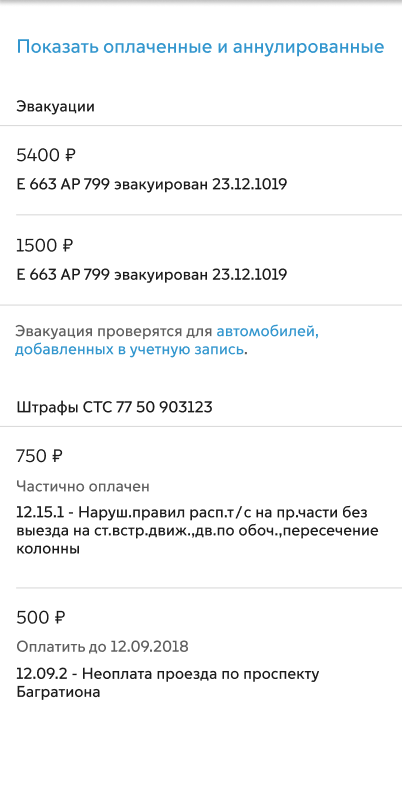 Показать оплаченные и аннулированные
Эвакуации
5400 ₽
Е 663 АР 799 эвакуирован 23.12.1019
1500 ₽
Е 663 АР 799 эвакуирован 23.12.1019
Эвакуация проверятся для автомобилей,
добавленных в учетную запись.
Штрафы СТС 77 50 903123
750 ₽
Частично оплачен
12.15.1 - Наруш.правил расп.т/с на пр.части без
выезда на ст.встр.движ.,дв.по обоч.,пересечение
колонны
500 ₽
Оплатить до 12.09.2018
12.09.2 - Неоплата проезда по проспекту
Багратиона